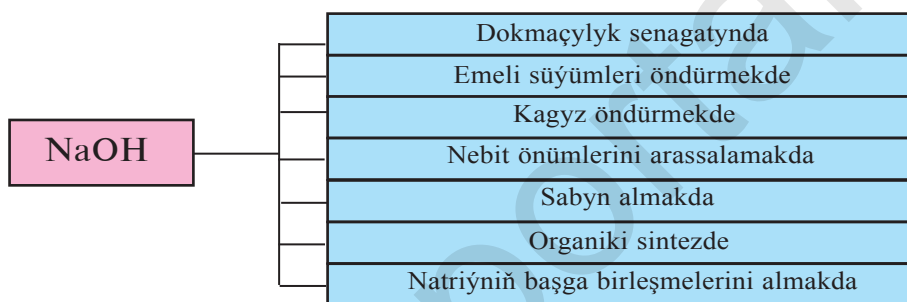 Dokmaçylyk senagatynda
Emeli süýümleri öndürmekde
Kagyz öndürmekde
NaOH
Nebit önümlerini arassalamakda
Sabyn almakda
Organiki sintezde
Natriýniň başga birleşmelerini almakda